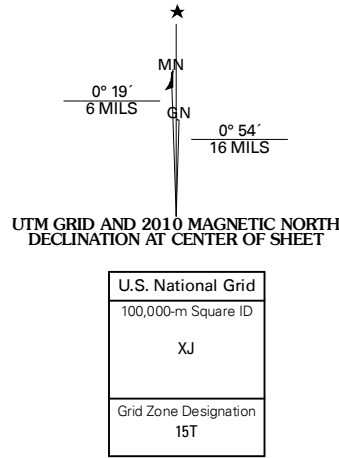 MN
0° 19´
6 MILS
GN
0° 54´
16 MILS
UTM GRID AND 2010 MAGNETIC NORTH
DECLINATION AT CENTER OF SHEET
U.S. National Grid
100,000-m Square ID
XJ
Grid Zone Designation
15T